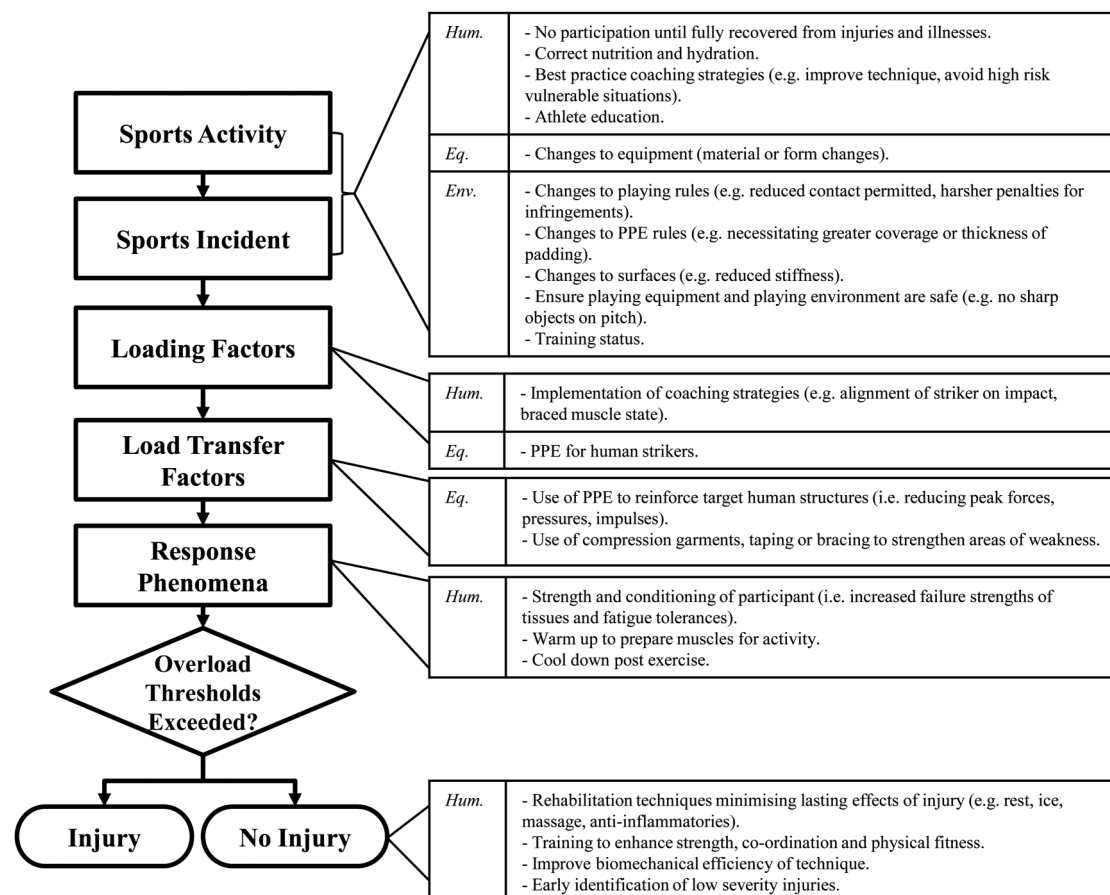 Sports Activity
Sports Incident
Loading Factors
Load Transfer
Factors
Response
Phenomena
Overload
Thresholds
Exceeded?
Injury
No Injury
Hum.
- No participation until fully recovered from injuries and illnesses.
- Correct nutrition and hydration.
- Best practice coaching strategies (e.g. improve technique, avoid high risk
vulnerable situations).
- Athlete education.
Eq.
- Changes to equipment (material or form changes).
Env.
- Changes to playing rules (e.g. reduced contact permitted, harsher penalties for
infringements).
- Changes to PPE rules (e.g. necessitating greater coverage or thickness of
padding).
- Changes to surfaces (e.g. reduced stiffness).
- Ensure playing equipment and playing environment are safe (e.g. no sharp
objects on pitch).
- Training status.
Hum.
- Implementation of coaching strategies (e.g. alignment of striker on impact,
braced muscle state).
Eq.
- PPE for human strikers.
Eq.
- Use of PPE to reinforce target human structures (i.e. reducing peak forces,
pressures, impulses).
- Use of compression garments, taping or bracing to strengthen areas of weakness.
Hum.
- Strength and conditioning of participant (i.e. increased failure strengths of
tissues and fatigue tolerances).
- Warm up to prepare muscles for activity.
- Cool down post exercise.
Hum.
- Rehabilitation techniques minimising lasting effects of injury (e.g. rest, ice,
massage, anti-inflammatories).
- Training to enhance strength, co-ordination and physical fitness.
- Improve biomechanical efficiency of technique.
- Early identification of low severity injuries.